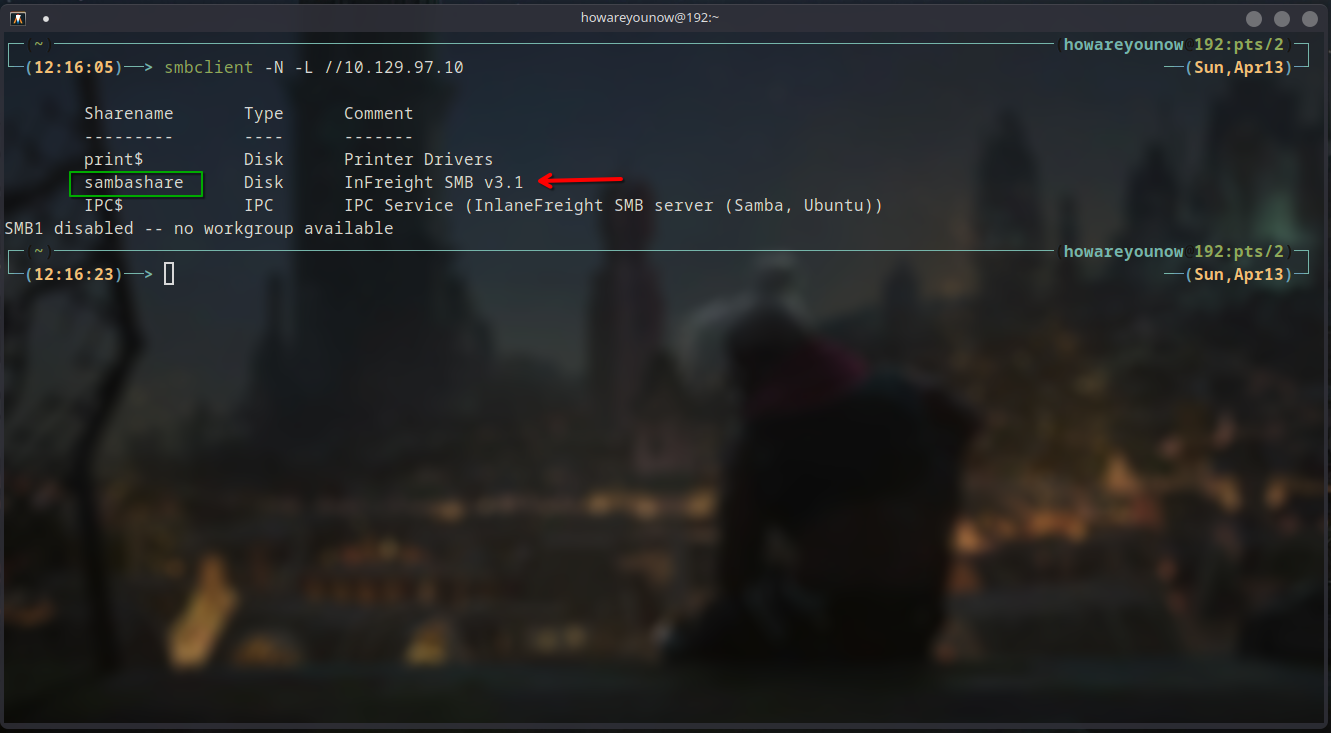 howareyounow@192:~
~ howareyounow 192:pts/2
(12:16:05)—> smbclient -N -L //10.129.97.10 (Sun,Apr13)
Sharename Type Comment
--------- ---- -------
print$ Disk Printer Drivers
sambashare Disk InFreight SMB v3.1
IPC$ IPC IPC Service (InlaneFreight SMB server (Samba, Ubuntu))
SMB1 disabled -- no workgroup available
~ howareyounow 192:pts/2
(12:16:23)—> (Sun,Apr13)